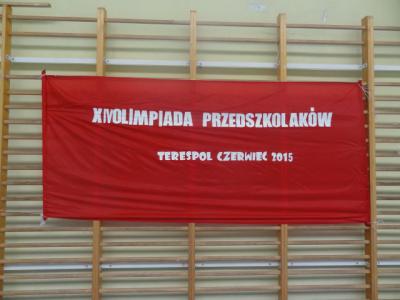 XIV OLIMPIADA PRZEDSZKOLAKÓW
TERESPOL CZERWIEC 2015